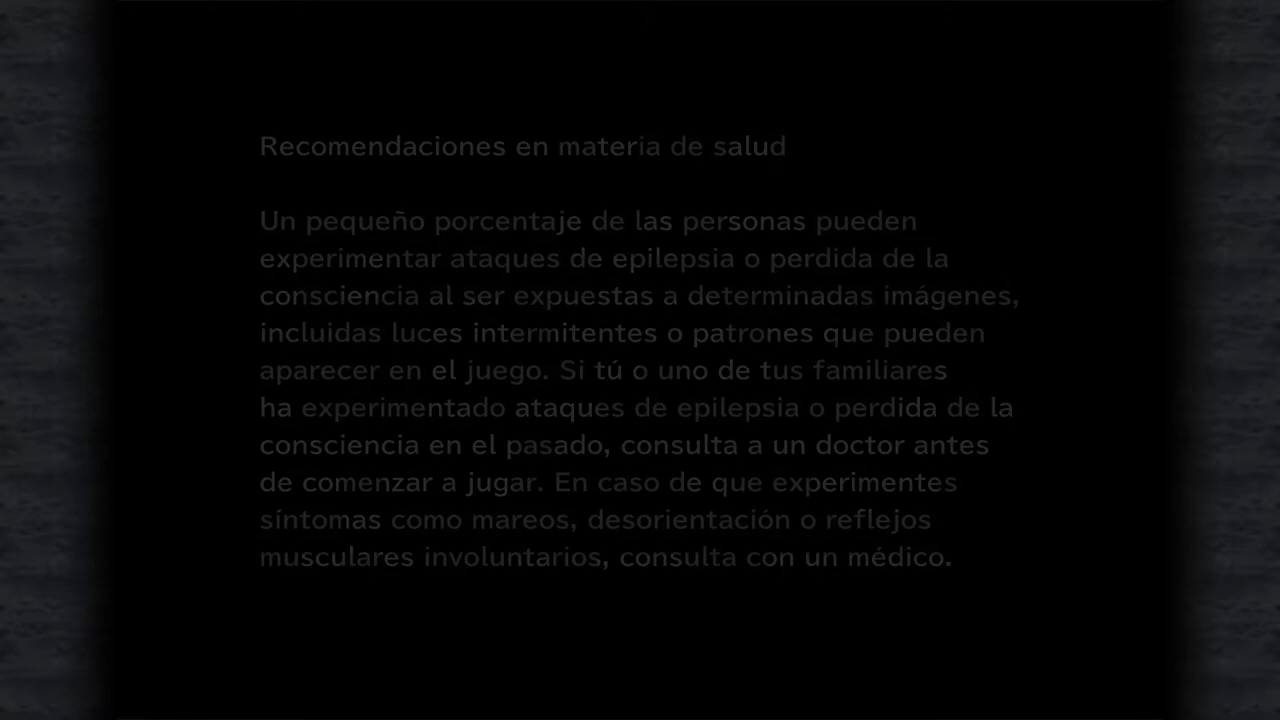 Recomendaciones en materia de salud
Un pequeño porcentaje de las personas pueden
experimentar ataques de epilepsia o perdida de la
consciencia al ser expuestas a determinadas imágenes,
incluidas luces intermitentes o patrones que pueden
aparecer en el juego. Si tú o uno de tus familiares
ha experimentado ataques de epilepsia o perdida de la
consciencia en el pasado, consulta a un doctor antes
de comenzar a jugar. En caso de que experimentes
síntomas como mareos, desorientación o reflejos
musculares involuntarios, consulta con un médico.